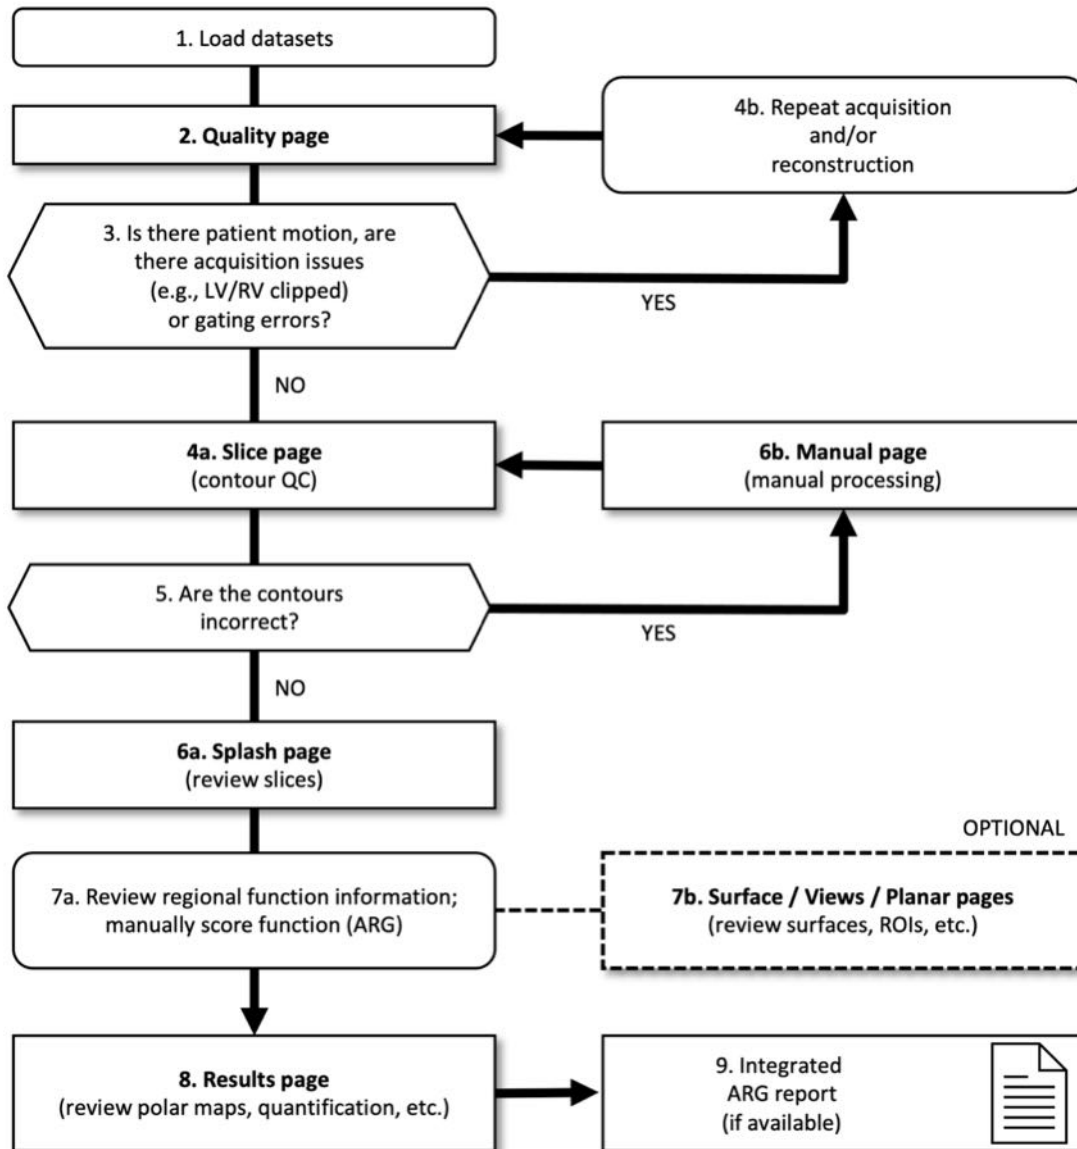 1. Load datasets
2. Quality page
4b. Repeat acquisition
and/or
reconstruction
3. Is there patient motion, are
there acquisition issues
(e.g., LV/RV clipped)
or gating errors?
YES
NO
4a. Slice page
(contour QC)
6b. Manual page
(manual processing)
5. Are the contours
incorrect?
YES
NO
6a. Splash page
(review slices)
OPTIONAL
7a. Review regional function information;
manually score function (ARG)
7b. Surface / Views / Planar pages
(review surfaces, ROIs, etc.)
8. Results page
(review polar maps, quantification, etc.)
9. Integrated
ARG report
(if available)